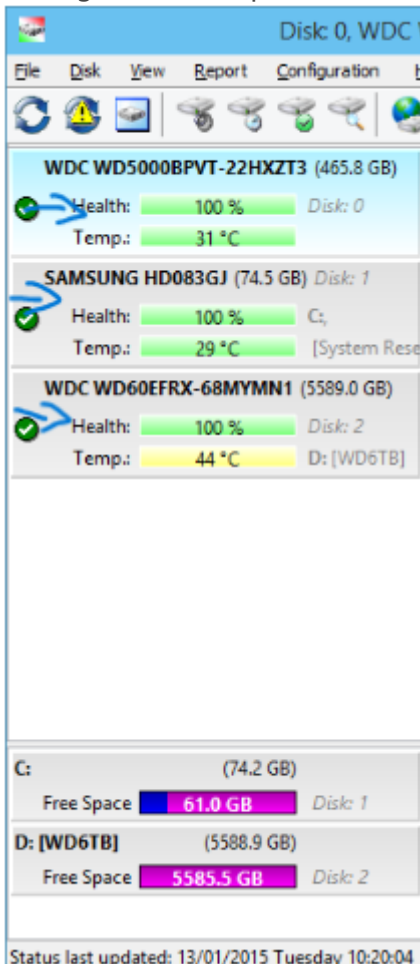 Disk: 0, WDC
File Disk View Report Configuration
WDC WD5000BPVT-22HXZT3 (465.8 GB)
Health: 100 % Disk: 0
Temp.: 31 °C
SAMSUNG HD083GJ (74.5 GB) Disk: 1
Health: 100 % C:,
Temp.: 29 °C [System Rese
WDC WD60EFRX-68MYMN1 (5589.0 GB)
Health: 100 % Disk: 2
Temp.: 44 °C D: [WD6TB]
C: (74.2 GB)
Free Space 61.0 GB Disk: 1
D: [WD6TB] (5588.9 GB)
Free Space 5585.5 GB Disk: 2
Status last updated: 13/01/2015 Tuesday 10:20:04